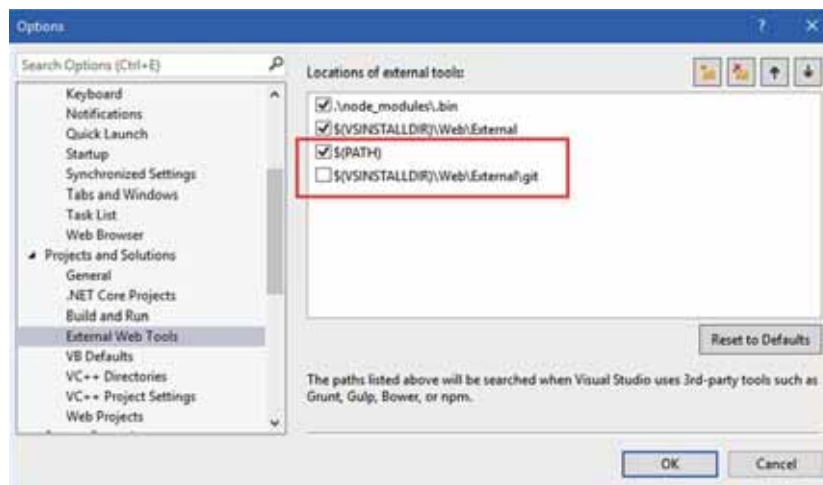 Options
?
×
Search Options (Ctrl+E)
Keyboard
Notifications
Quick Launch
Startup
Synchronized Settings
Tabs and Windows
Task List
Web Browser
Projects and Solutions
General
.NET Core Projects
Build and Run
External Web Tools
VB Defaults
VC++ Directories
VC++ Project Settings
Web Projects
Locations of external tools:
.\node_modules\.bin
$(VSINSTALLDIR)\Web\External
$(PATH)
$(VSINSTALLDIR)\Web\External\git
Reset to Defaults
The paths listed above will be searched when Visual Studio uses 3rd-party tools such as
Grunt, Gulp, Bower, or npm.
OK
Cancel